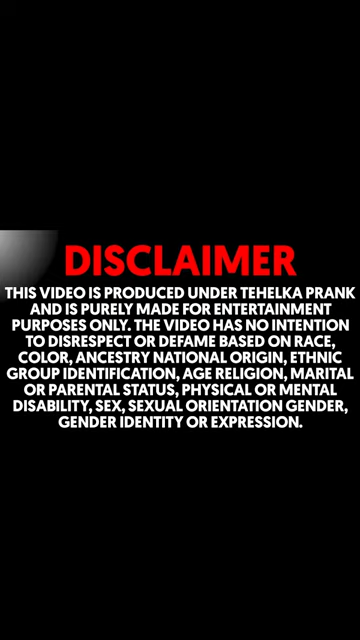 DISCLAIMER
THIS VIDEO IS PRODUCED UNDER TEHELKA PRANK
AND IS PURELY MADE FOR ENTERTAINMENT
PURPOSES ONLY. THE VIDEO HAS NO INTENTION
TO DISRESPECT OR DEFAME BASED ON RACE,
COLOR, ANCESTRY NATIONAL ORIGIN, ETHNIC
GROUP IDENTIFICATION, AGE RELIGION, MARITAL
OR PARENTAL STATUS, PHYSICAL OR MENTAL
DISABILITY, SEX, SEXUAL ORIENTATION GENDER,
GENDER IDENTITY OR EXPRESSION.